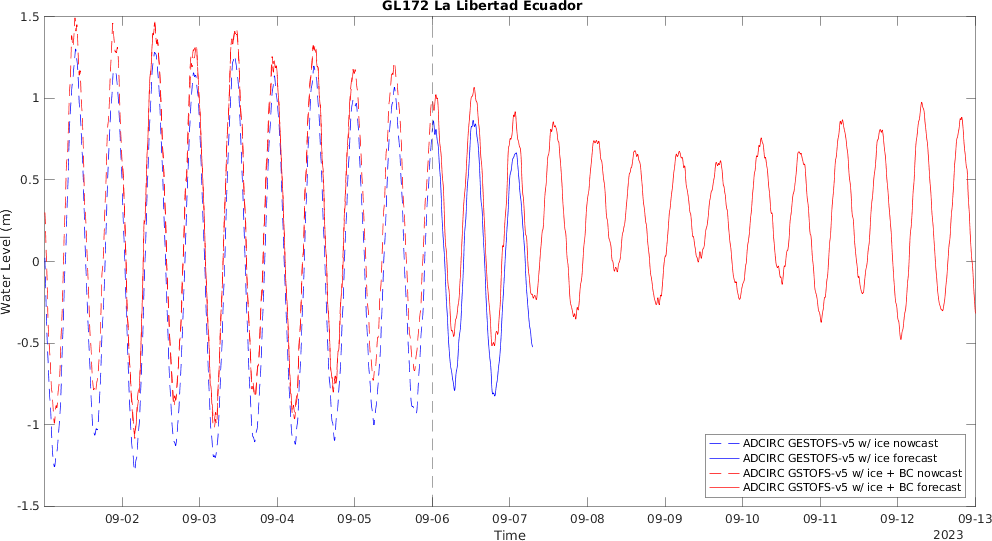 GL172 La Libertad Ecuador
1.5
1
0.5
0
-0.5
-1
-1.5
Water Level (m)
ADCIRC GESTOFS-v5 w/ ice nowcast
ADCIRC GESTOFS-v5 w/ ice forecast
ADCIRC GSTOFS-v5 w/ ice + BC nowcast
ADCIRC GSTOFS-v5 w/ ice + BC forecast
09-02 09-03 09-04 09-05 09-06 09-07 09-08 09-09 09-10 09-11 09-12 09-13
Time
2023